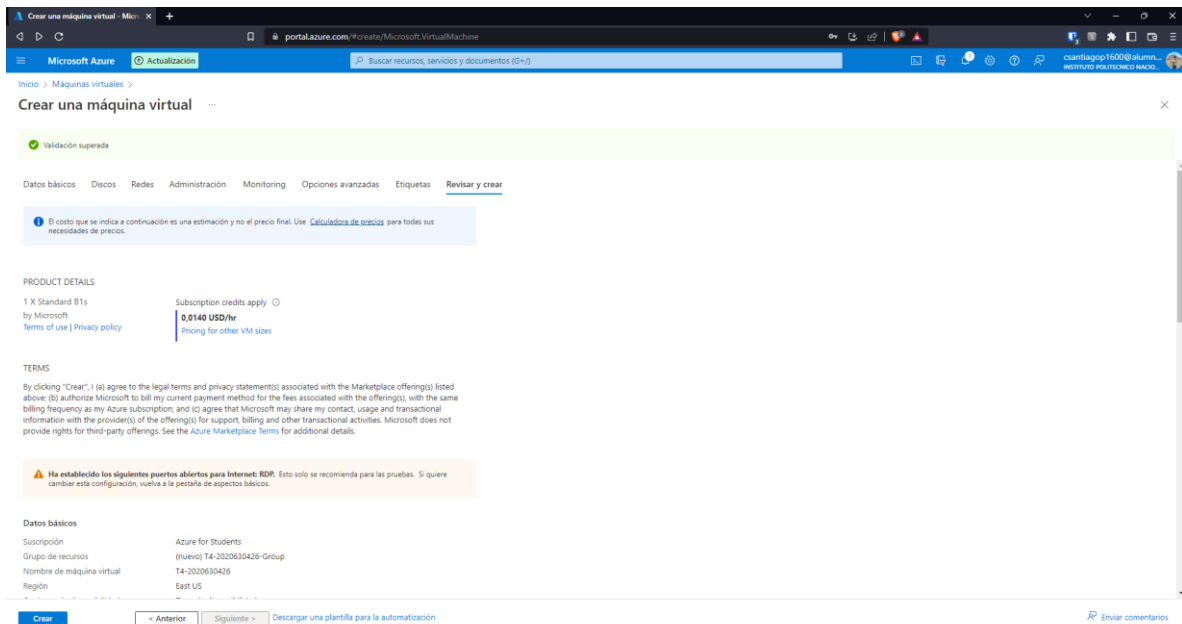 Crear una máquina virtual - Micr
portal.azure.com/#create/Microsoft.VirtualMachine
Microsoft Azure
Actualización
Buscar recursos, servicios y documentos (G+/)
1
csantiagop1600@alumn...
INSTITUTO POLITECNICO NACIO...
Inicio > Máquinas virtuales >
Crear una máquina virtual ...
Validación superada
Datos básicos Discos Redes Administración Monitoring Opciones avanzadas Etiquetas Revisar y crear
El costo que se indica a continuación es una estimación y no el precio final. Use Calculadora de precios para todas sus
necesidades de precios.
PRODUCT DETAILS
1 X Standard B1s
by Microsoft
Terms of use | Privacy policy
Subscription credits apply
0,0140 USD/hr
Pricing for other VM sizes
TERMS
By clicking "Crear", I (a) agree to the legal terms and privacy statement(s) associated with the Marketplace offering(s) listed
above; (b) authorize Microsoft to bill my current payment method for the fees associated with the offering(s), with the same
billing frequency as my Azure subscription; and (c) agree that Microsoft may share my contact, usage and transactional
information with the provider(s) of the offering(s) for support, billing and other transactional activities. Microsoft does not
provide rights for third-party offerings. See the Azure Marketplace Terms for additional details.
Ha establecido los siguientes puertos abiertos para Internet: RDP. Esto solo se recomienda para las pruebas. Si quiere
cambiar esta configuración, vuelva a la pestaña de aspectos básicos.
Datos básicos
Suscripción Azure for Students
Grupo de recursos (nuevo) T4-2020630426-Group
Nombre de máquina virtual T4-2020630426
Región East US
Crear
< Anterior
Siguiente >
Descargar una plantilla para la automatización
Enviar comentarios